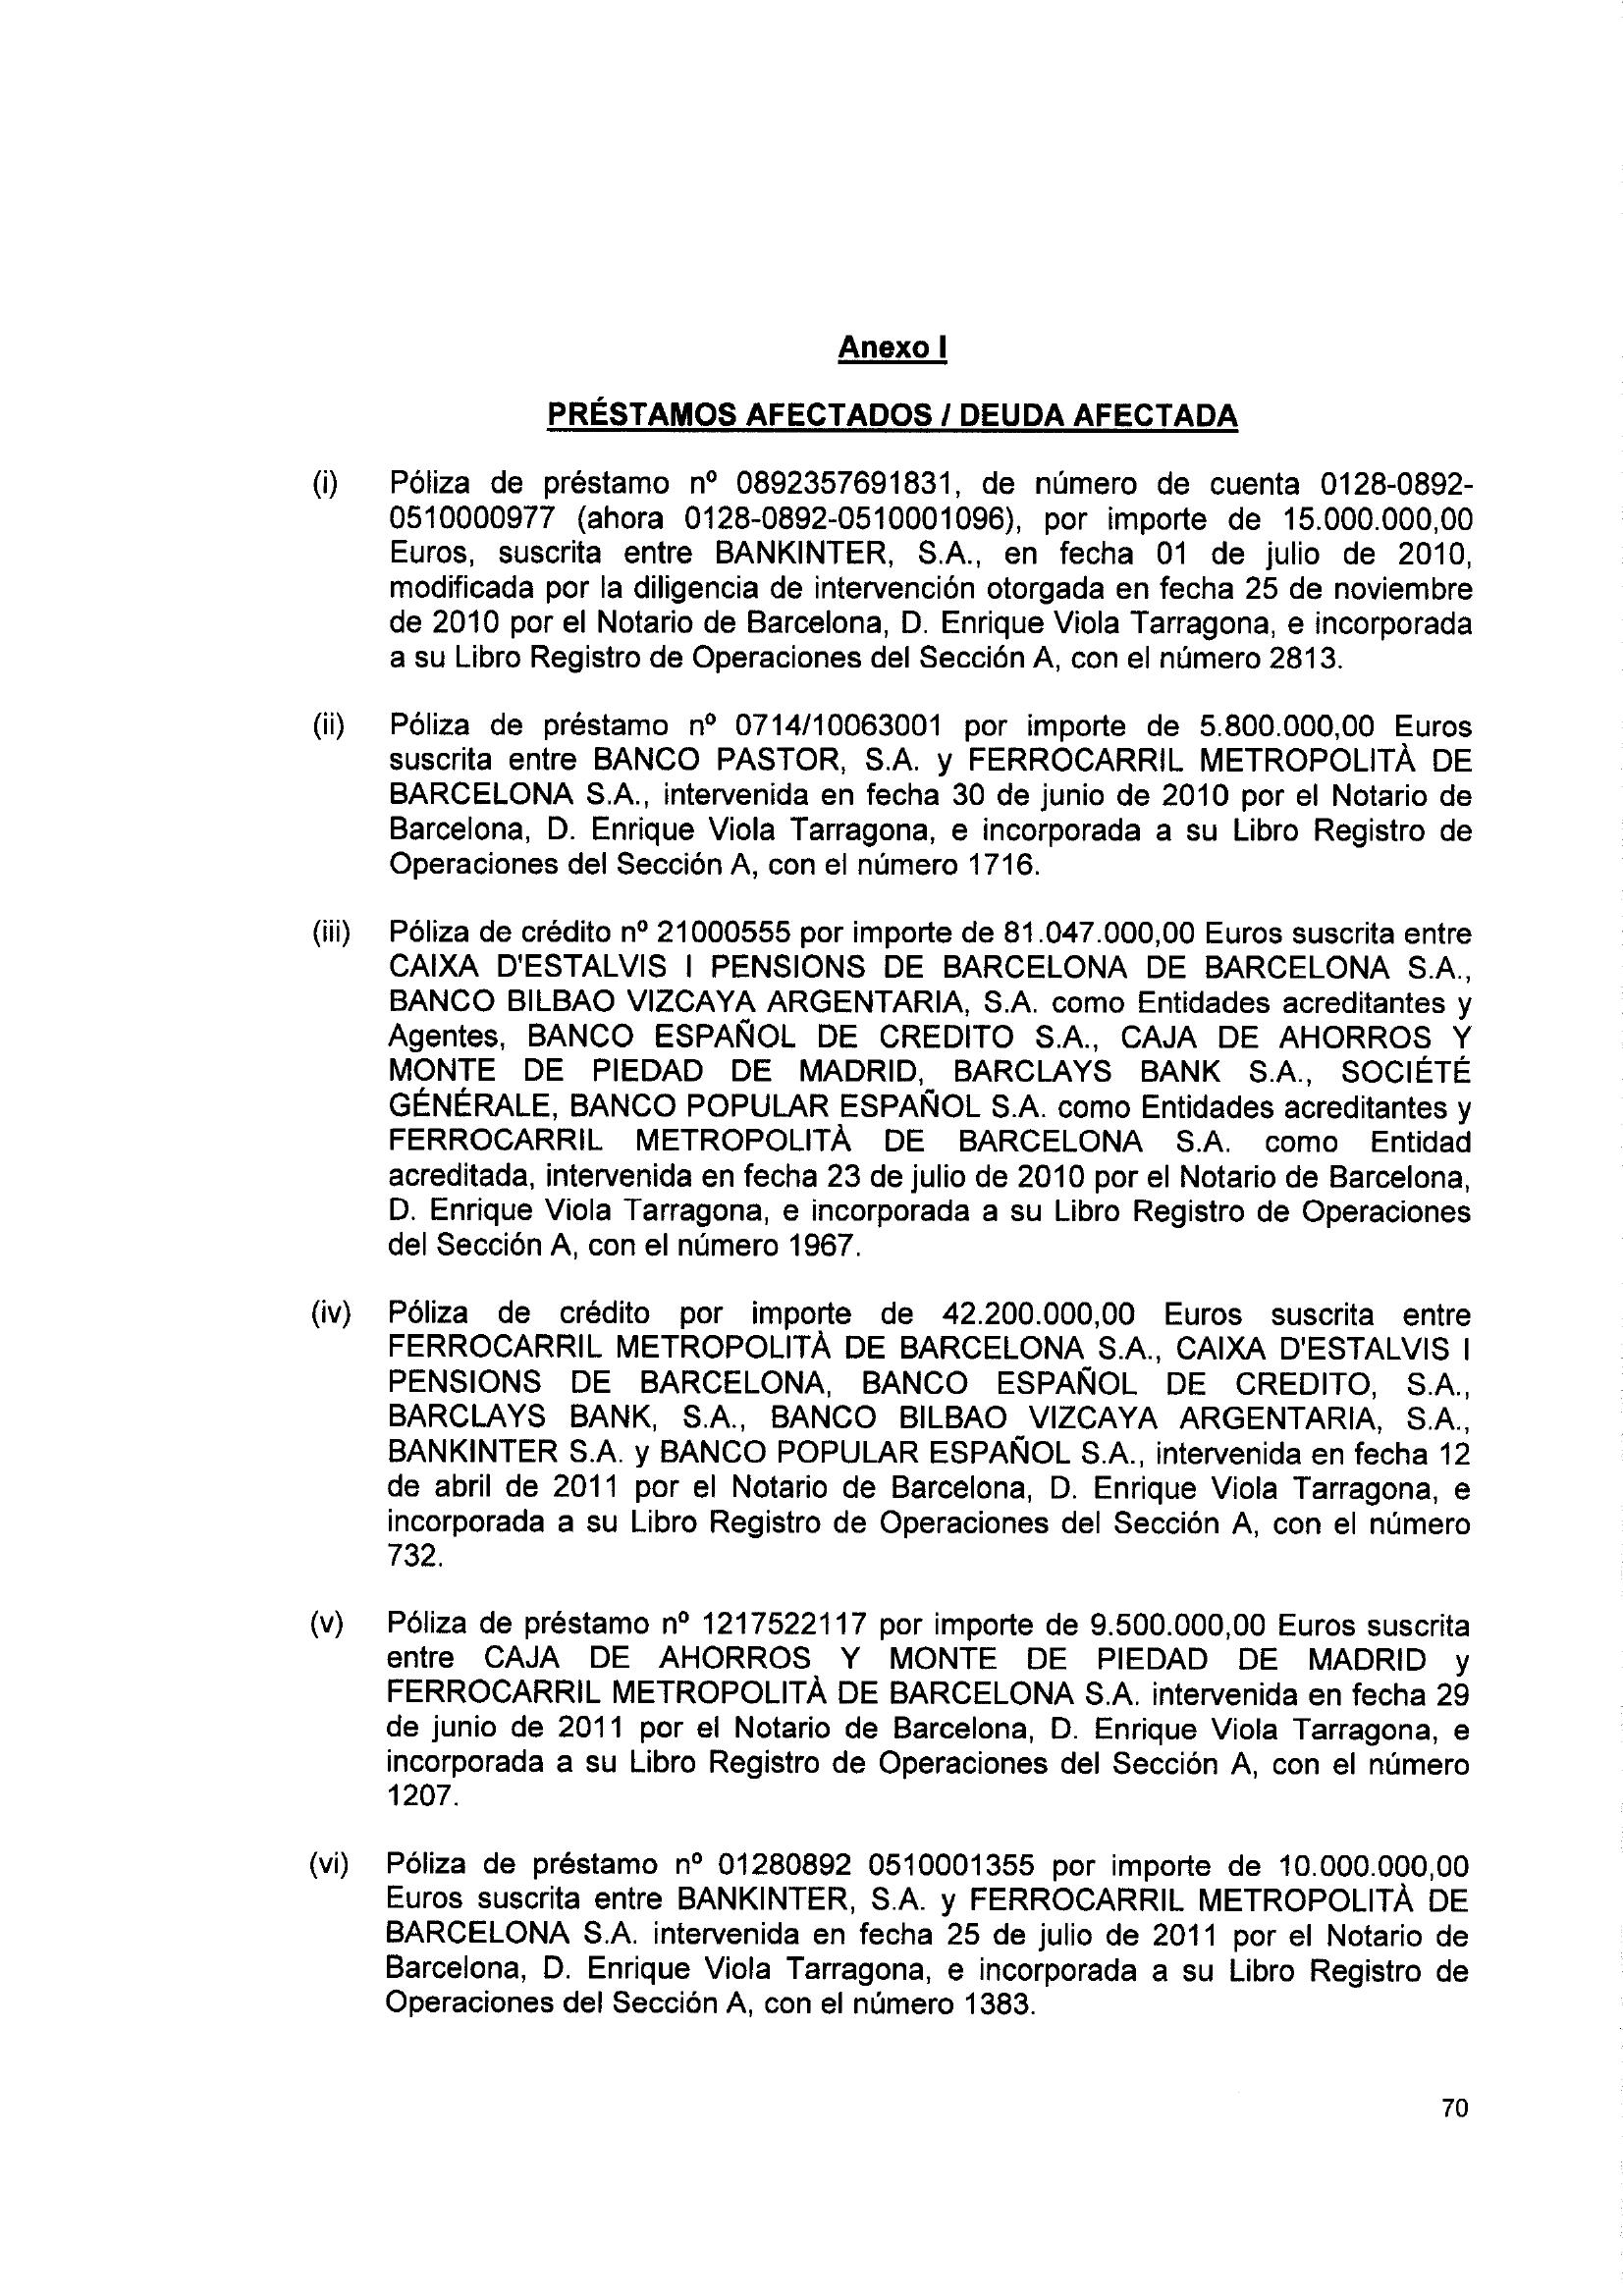 Anexo I
PRÉSTAMOS AFECTADOS / DEUDA AFECTADA
(i) Póliza de préstamo nº 0892357691831, de número de cuenta 0128-0892-
0510000977 (ahora 0128-0892-0510001096), por importe de 15.000.000,00
Euros, suscrita entre BANKINTER, S.A., en fecha 01 de julio de 2010,
modificada por la diligencia de intervención otorgada en fecha 25 de noviembre
de 2010 por el Notario de Barcelona, D. Enrique Viola Tarragona, e incorporada
a su Libro Registro de Operaciones del Sección A, con el número 2813.
(ii) Póliza de préstamo nº 0714/10063001 por importe de 5.800.000,00 Euros
suscrita entre BANCO PASTOR, S.A. y FERROCARRIL METROPOLITÀ DE
BARCELONA S.A., intervenida en fecha 30 de junio de 2010 por el Notario de
Barcelona, D. Enrique Viola Tarragona, e incorporada a su Libro Registro de
Operaciones del Sección A, con el número 1716.
(iii) Póliza de crédito nº 21000555 por importe de 81.047.000,00 Euros suscrita entre
CAIXA D'ESTALVIS I PENSIONS DE BARCELONA DE BARCELONA S.A.,
BANCO BILBAO VIZCAYA ARGENTARIA, S.A. como Entidades acreditantes y
Agentes, BANCO ESPAÑOL DE CREDITO S.A., CAJA DE AHORROS Y
MONTE DE PIEDAD DE MADRID, BARCLAYS BANK S.A., SOCIÉTÉ
GÉNÉRALE, BANCO POPULAR ESPAÑOL S.A. como Entidades acreditantes y
FERROCARRIL METROPOLITÀ DE BARCELONA S.A. como Entidad
acreditada, intervenida en fecha 23 de julio de 2010 por el Notario de Barcelona,
D. Enrique Viola Tarragona, e incorporada a su Libro Registro de Operaciones
del Sección A, con el número 1967.
(iv) Póliza de crédito por importe de 42.200.000,00 Euros suscrita entre
FERROCARRIL METROPOLITÀ DE BARCELONA S.A., CAIXA D'ESTALVIS I
PENSIONS DE BARCELONA, BANCO ESPAÑOL DE CREDITO, S.A.,
BARCLAYS BANK, S.A., BANCO BILBAO VIZCAYA ARGENTARIA, S.A.,
BANKINTER S.A. y BANCO POPULAR ESPAÑOL S.A., intervenida en fecha 12
de abril de 2011 por el Notario de Barcelona, D. Enrique Viola Tarragona, e
incorporada a su Libro Registro de Operaciones del Sección A, con el número
732.
(v) Póliza de préstamo nº 1217522117 por importe de 9.500.000,00 Euros suscrita
entre CAJA DE AHORROS Y MONTE DE PIEDAD DE MADRID y
FERROCARRIL METROPOLITÀ DE BARCELONA S.A. intervenida en fecha 29
de junio de 2011 por el Notario de Barcelona, D. Enrique Viola Tarragona, e
incorporada a su Libro Registro de Operaciones del Sección A, con el número
1207.
(vi) Póliza de préstamo nº 01280892 0510001355 por importe de 10.000.000,00
Euros suscrita entre BANKINTER, S.A. y FERROCARRIL METROPOLITÀ DE
BARCELONA S.A. intervenida en fecha 25 de julio de 2011 por el Notario de
Barcelona, D. Enrique Viola Tarragona, e incorporada a su Libro Registro de
Operaciones del Sección A, con el número 1383.
70